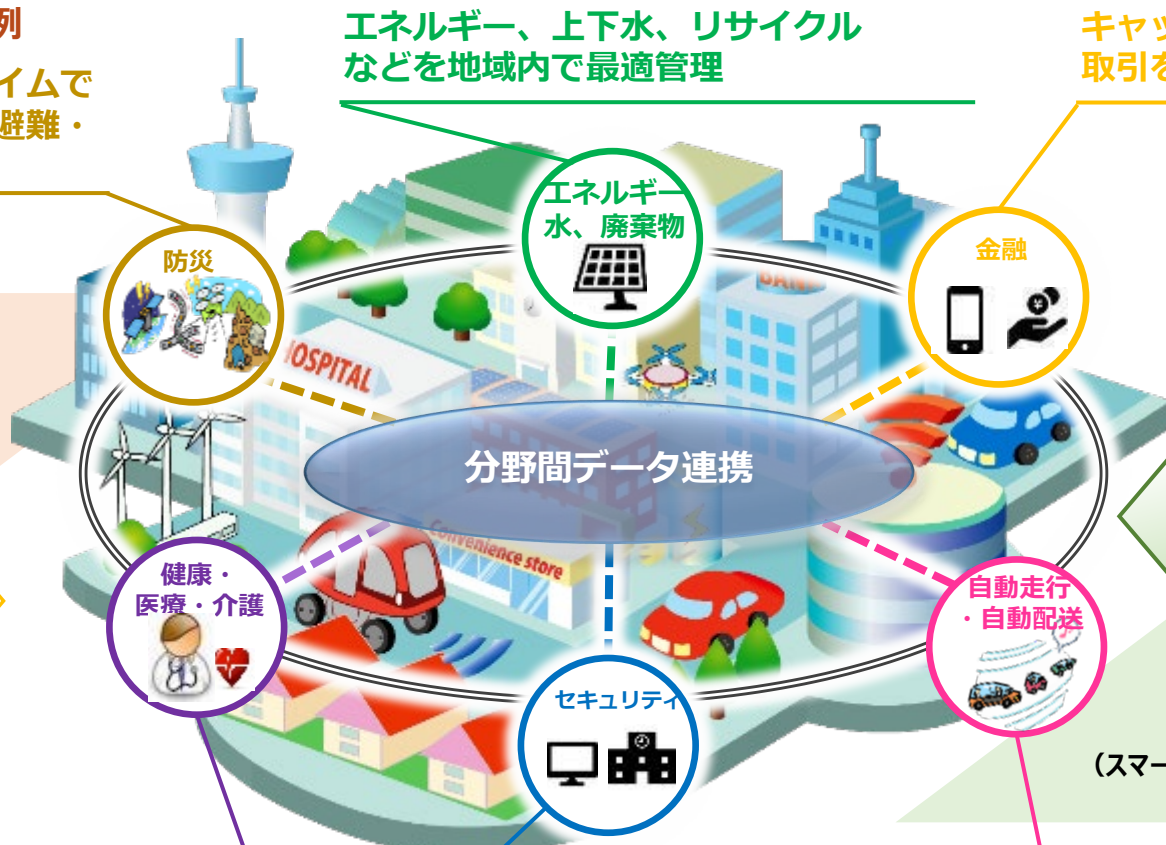 列
イムで
避難・
エネルギー、上下水、リサイクル
などを地域内で最適管理
キャッ
取引を
エネルギー
水、廃棄物
防災
金融
BAN
HOSPITAL
分野間データ連携
Convenience store
健康・
医療・介護
自動走行
・自動配送
セキュリティ
（スマー